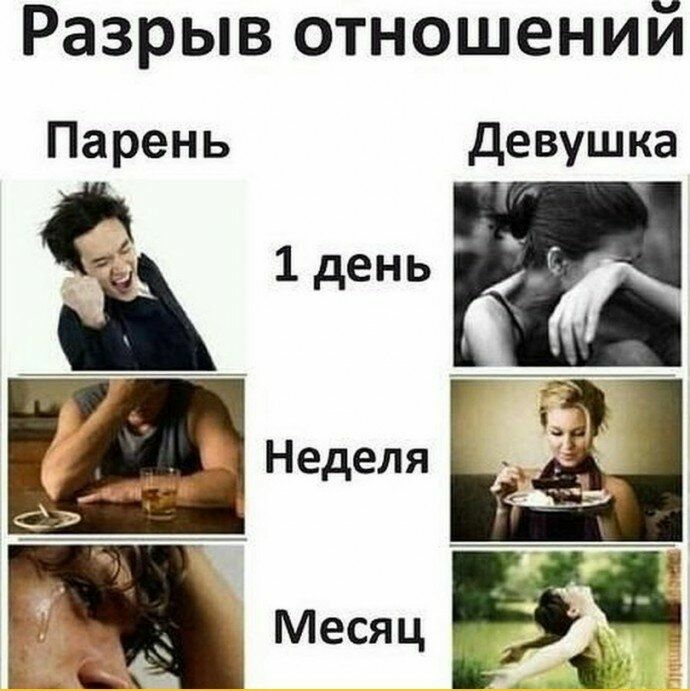 Разрыв отношений
Парень
Девушка
1 день
Неделя
Месяц